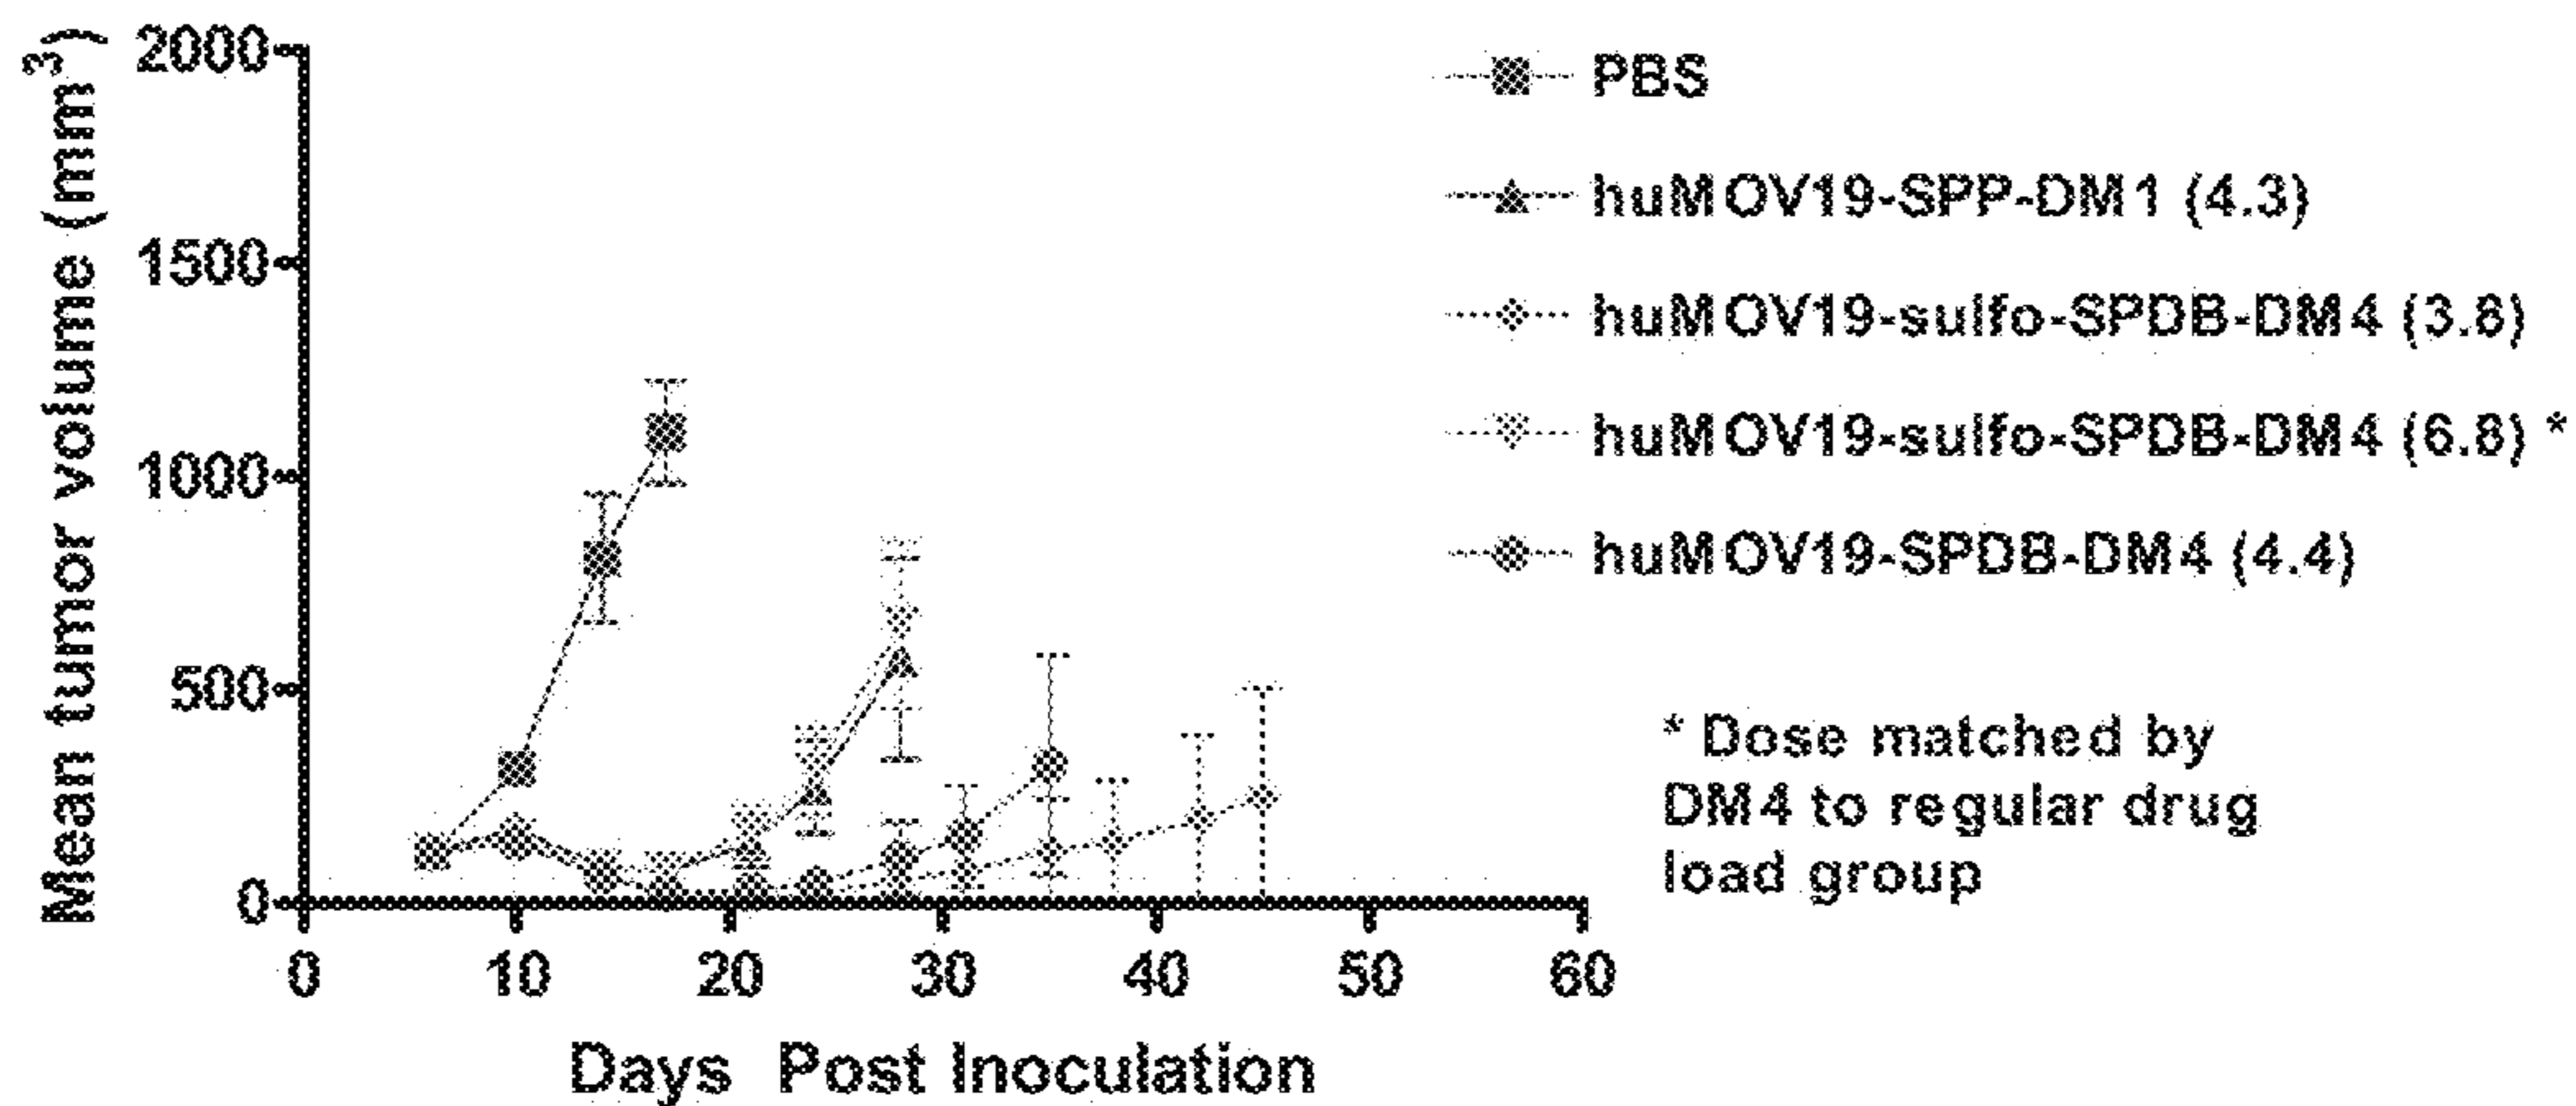 Mean tumor volume (mm3)
2000
1500
1000
500
0
0 10 20 30 40 50 60
Days Post Inoculation
PBS
huMOV19-SPP-DM1 (4.3)
huMOV19-sulfo-SPDB-DM4 (3.8)
huMOV19-sulfo-SPDB-DM4 (6.8) *
huMOV19-SPDB-DM4 (4.4)
* Dose matched by
DM4 to regular drug
load group